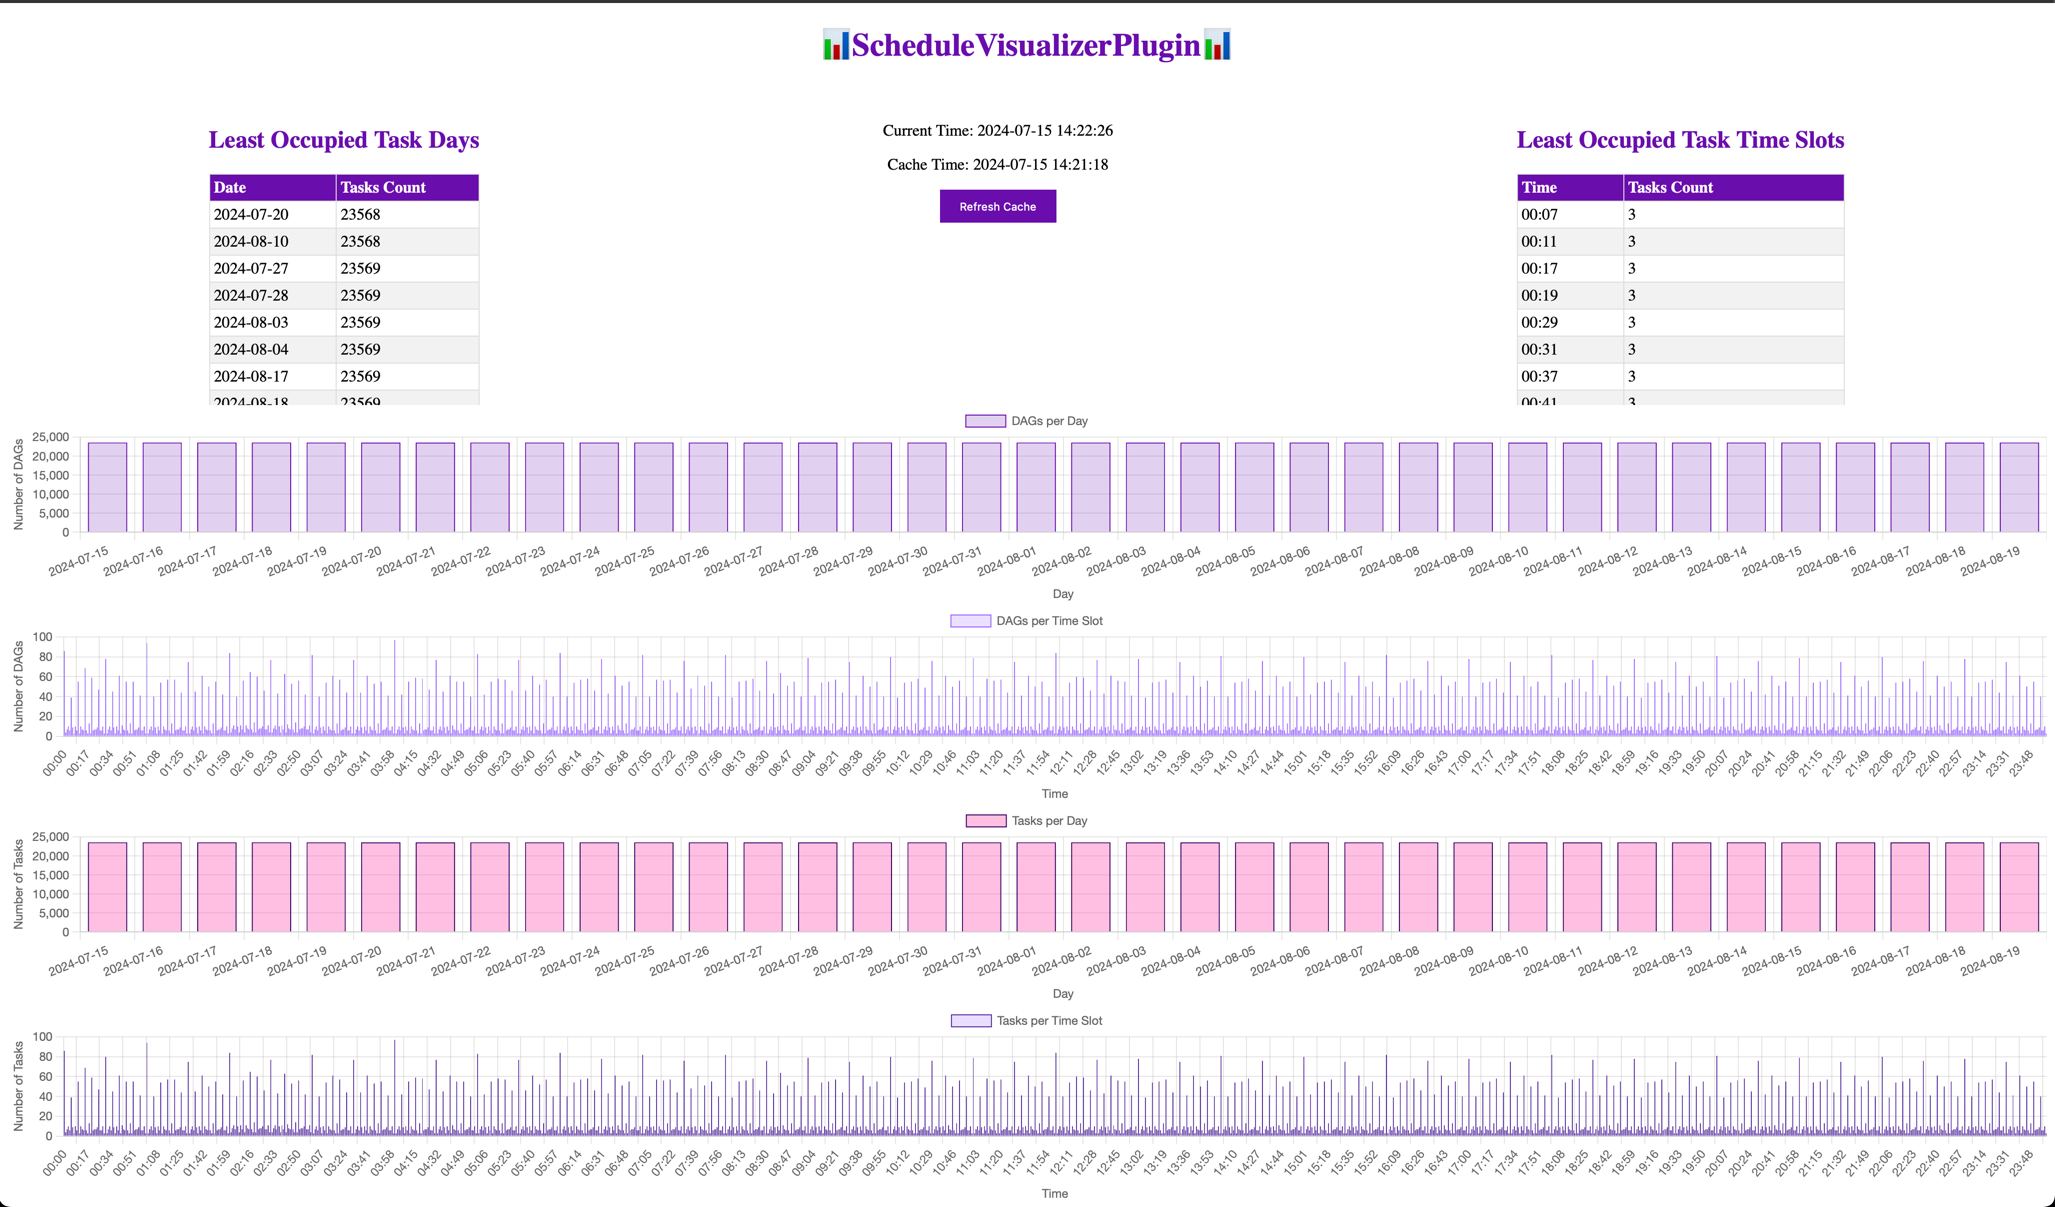 📊ScheduleVisualizerPlugin📊
Least Occupied Task Days
Date Tasks Count
2024-07-20 23568
2024-08-10 23568
2024-07-27 23569
2024-07-28 23569
2024-08-03 23569
2024-08-04 23569
2024-08-17 23569
2024-08-18 23569
Current Time: 2024-07-15 14:22:26
Cache Time: 2024-07-15 14:21:18
Refresh Cache
Least Occupied Task Time Slots
Time Tasks Count
00:07 3
00:11 3
00:17 3
00:19 3
00:29 3
00:31 3
00:37 3
00:41 3
DAGs per Day
Number of DAGs
25,000
20,000
15,000
10,000
5,000
0
2024-07-15 2024-07-16 2024-07-17 2024-07-18 2024-07-19 2024-07-20 2024-07-21 2024-07-22 2024-07-23 2024-07-24 2024-07-25 2024-07-26 2024-07-27 2024-07-28 2024-07-29 2024-07-30 2024-07-31 2024-08-01 2024-08-02 2024-08-03 2024-08-04 2024-08-05 2024-08-06 2024-08-07 2024-08-08 2024-08-09 2024-08-10 2024-08-11 2024-08-12 2024-08-13 2024-08-14 2024-08-15 2024-08-16 2024-08-17 2024-08-18 2024-08-19
Day
DAGs per Time Slot
Number of DAGs
100
80
60
40
20
0
00:00 00:17 00:34 00:51 01:08 01:25 01:42 01:59 02:16 02:33 02:50 03:07 03:24 03:41 03:58 04:15 04:32 04:49 05:06 05:23 05:40 05:57 06:14 06:31 06:48 07:05 07:22 07:39 07:56 08:13 08:30 08:47 09:04 09:21 09:38 09:55 10:12 10:29 10:46 11:03 11:20 11:37 11:54 12:11 12:28 12:45 13:02 13:19 13:36 13:53 14:10 14:27 14:44 15:01 15:18 15:35 15:52 16:09 16:26 16:43 17:00 17:17 17:34 17:51 18:08 18:25 18:42 18:59 19:16 19:33 19:50 20:07 20:24 20:41 20:58 21:15 21:32 21:49 22:06 22:23 22:40 22:57 23:14 23:31 23:48
Time
Tasks per Day
Number of Tasks
25,000
20,000
15,000
10,000
5,000
0
2024-07-15 2024-07-16 2024-07-17 2024-07-18 2024-07-19 2024-07-20 2024-07-21 2024-07-22 2024-07-23 2024-07-24 2024-07-25 2024-07-26 2024-07-27 2024-07-28 2024-07-29 2024-07-30 2024-07-31 2024-08-01 2024-08-02 2024-08-03 2024-08-04 2024-08-05 2024-08-06 2024-08-07 2024-08-08 2024-08-09 2024-08-10 2024-08-11 2024-08-12 2024-08-13 2024-08-14 2024-08-15 2024-08-16 2024-08-17 2024-08-18 2024-08-19
Day
Tasks per Time Slot
Number of Tasks
100
80
60
40
20
0
00:00 00:17 00:34 00:51 01:08 01:25 01:42 01:59 02:16 02:33 02:50 03:07 03:24 03:41 03:58 04:15 04:32 04:49 05:06 05:23 05:40 05:57 06:14 06:31 06:48 07:05 07:22 07:39 07:56 08:13 08:30 08:47 09:04 09:21 09:38 09:55 10:12 10:29 10:46 11:03 11:20 11:37 11:54 12:11 12:28 12:45 13:02 13:19 13:36 13:53 14:10 14:27 14:44 15:01 15:18 15:35 15:52 16:09 16:26 16:43 17:00 17:17 17:34 17:51 18:08 18:25 18:42 18:59 19:16 19:33 19:50 20:07 20:24 20:41 20:58 21:15 21:32 21:49 22:06 22:23 22:40 22:57 23:14 23:31 23:48
Time